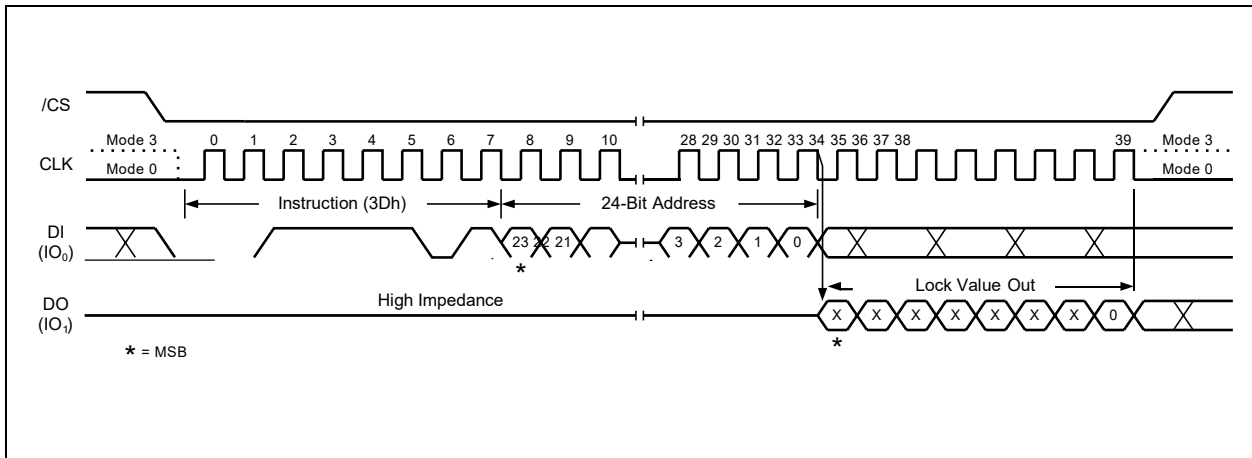 /CS
Mode 3 0 1 2 3 4 5 6 7 8 9 10 28 29 30 31 32 33 34 35 36 37 38 39 Mode 3
CLK
Mode 0 Mode 0
Instruction (3Dh) 24-Bit Address
DI
(IO0)
23 22 21 3 2 1 0
*
Lock Value Out
High Impedance
DO
(IO1)
X X X X X X X 0
*
* = MSB